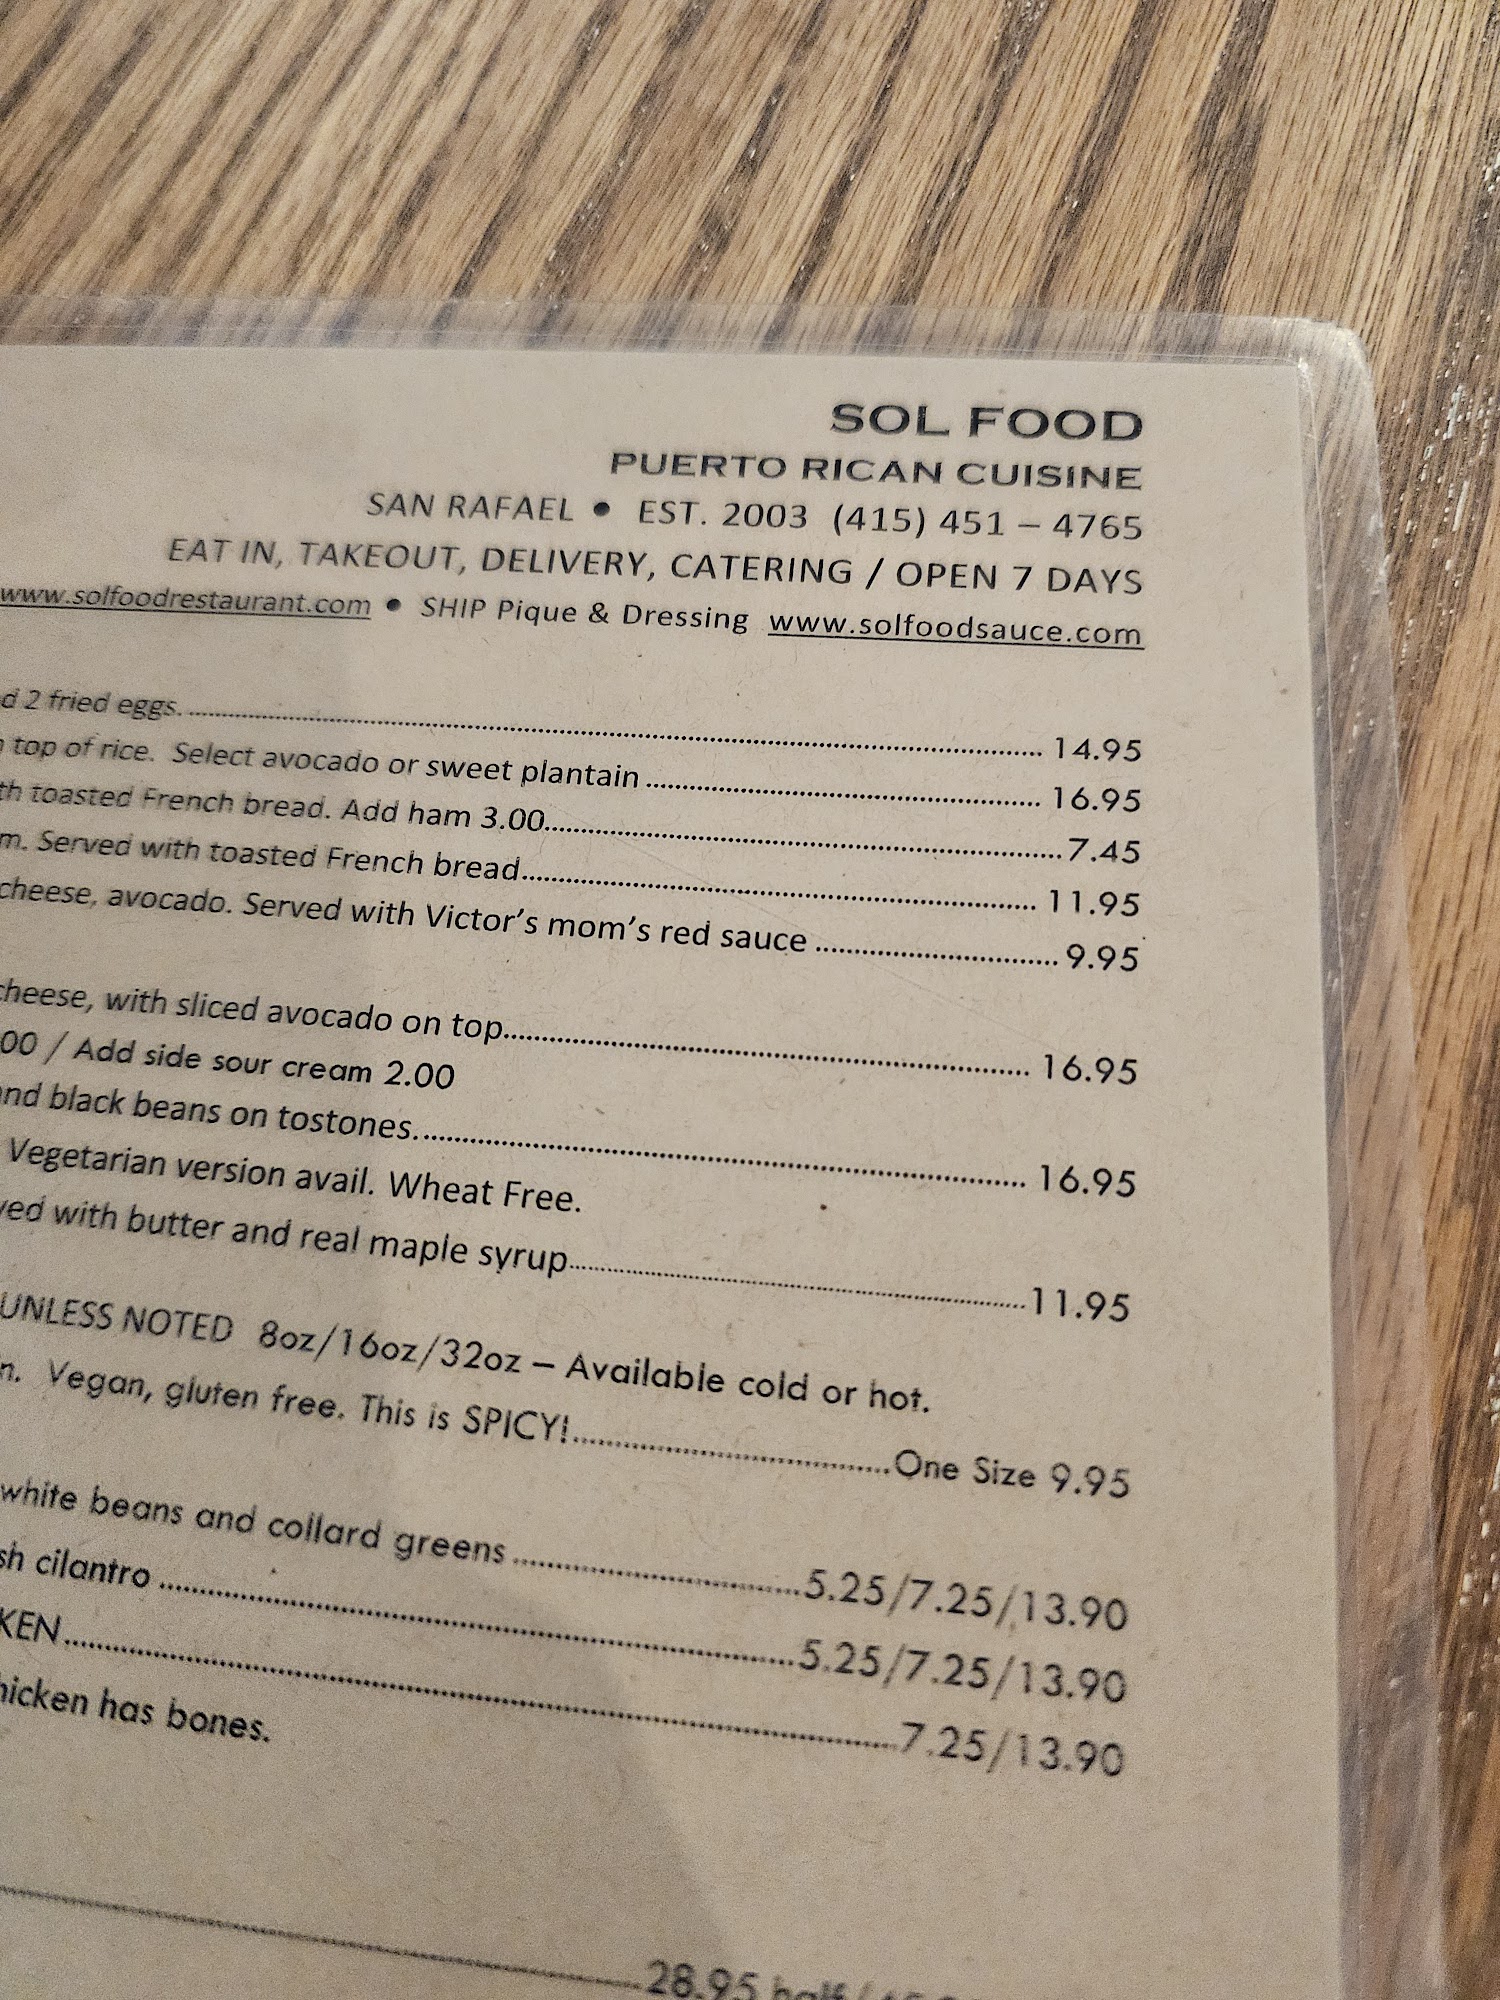 SOL FOOD
PUERTO RICAN CUISINE
SAN RAFAEL ● EST. 2003 (415) 451 – 4765
EAT IN, TAKEOUT, DELIVERY, CATERING / OPEN 7 DAYS
www.solfoodrestaurant.com ● SHIP Pique & Dressing www.solfoodsauce.com
d 2 fried eggs. 14.95
top of rice. Select avocado or sweet plantain 16.95
th toasted French bread. Add ham 3.00 7.45
m. Served with toasted French bread 11.95
cheese, avocado. Served with Victor's mom's red sauce 9.95
cheese, with sliced avocado on top 16.95
00 / Add side sour cream 2.00
nd black beans on tostones. 16.95
Vegetarian version avail. Wheat Free.
ved with butter and real maple syrup 11.95
UNLESS NOTED 8oz/16oz/32oz – Available cold or hot.
n. Vegan, gluten free. This is SPICY! One Size 9.95
white beans and collard greens 5.25/7.25/13.90
sh cilantro 5.25/7.25/13.90
KEN 7.25/13.90
hicken has bones.
28.95 half/